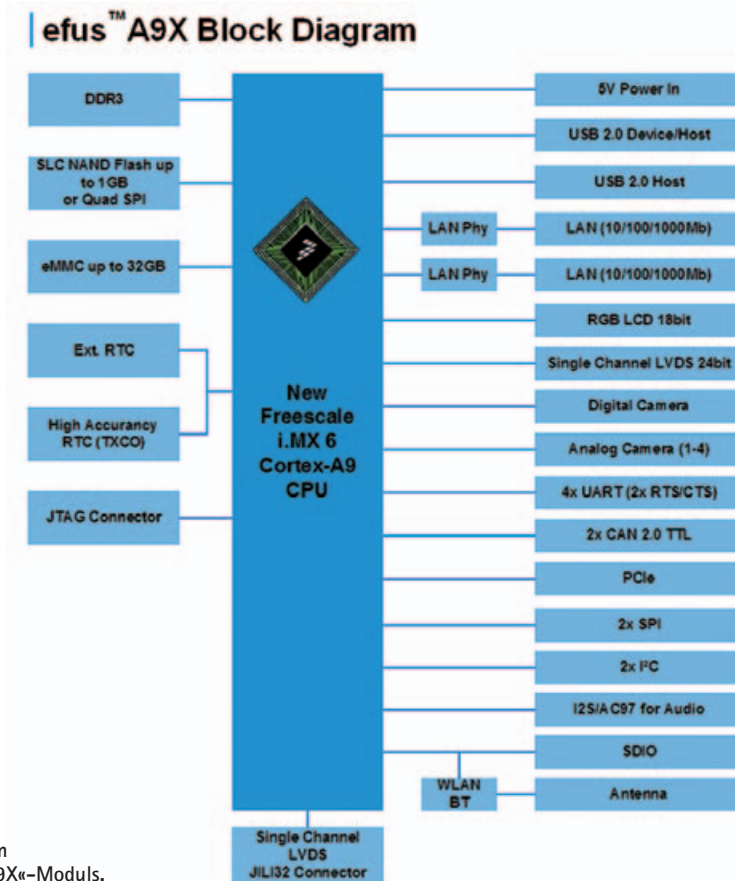 efus™ A9X Block Diagram
DDR3
SLC NAND Flash up
to 1GB
or Quad SPI
eMMC up to 32GB
Ext. RTC
High Accurancy
RTC (TXCO)
JTAG Connector
New
Freescale
i.MX 6
Cortex-A9
CPU
Single Channel
LVDS
JILI32 Connector
LAN Phy
LAN Phy
WLAN
BT
5V Power In
USB 2.0 Device/Host
USB 2.0 Host
LAN (10/100/1000Mb)
LAN (10/100/1000Mb)
RGB LCD 18bit
Single Channel LVDS 24bit
Digital Camera
Analog Camera (1-4)
4x UART (2x RTS/CTS)
2x CAN 2.0 TTL
PCIe
2x SPI
2x I²C
I2S/AC97 for Audio
SDIO
Antenna
9X«-Moduls.